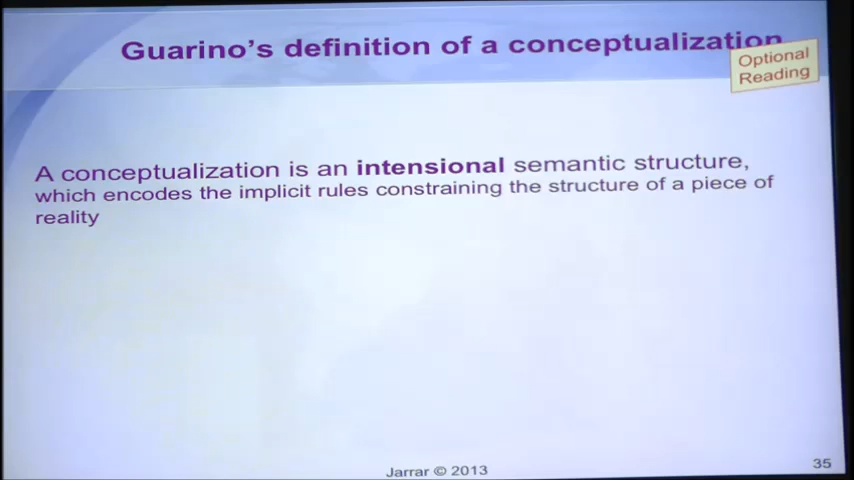 Guarino's definition of a conceptualization
Optional
Reading
A conceptualization is an intensional semantic structure,
which encodes the implicit rules constraining the structure of a piece of
reality
Jarrar © 2013
35